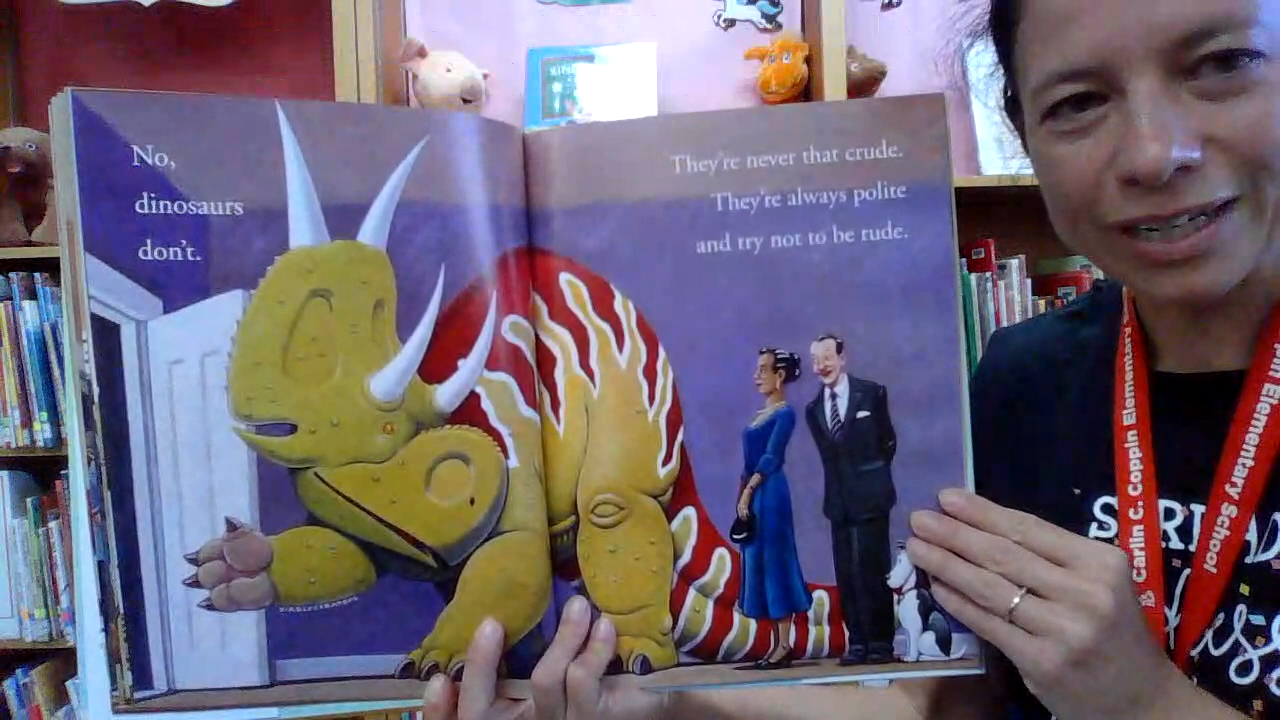 No,
dinosaurs
don't.
They're never that crude.
They're always polite
and try not to be rude.
Carlin C. Coppin Elementary
Elementary School